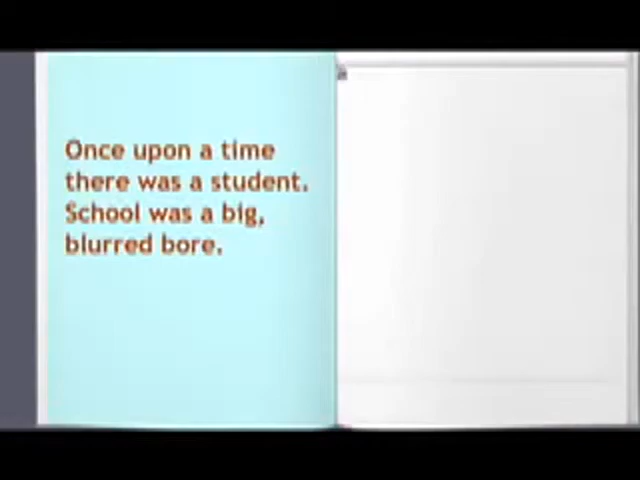 Once upon a time
there was a student.
School was a big,
blurred bore.